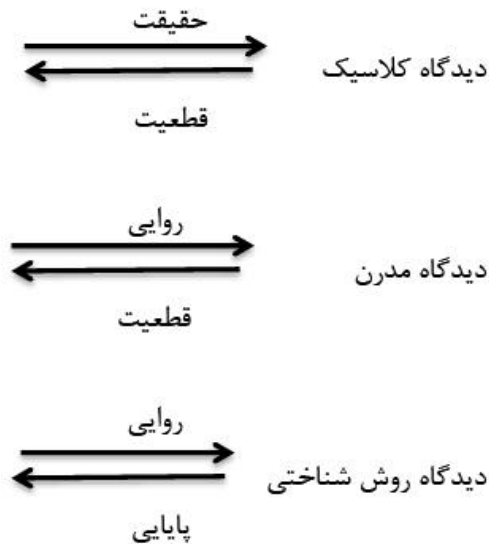 حقیقت
دیدگاه کلاسیک
قطعیت
روایی
دیدگاه مدرن
قطعیت
روایی
دیدگاه روش شناختی
پایایی